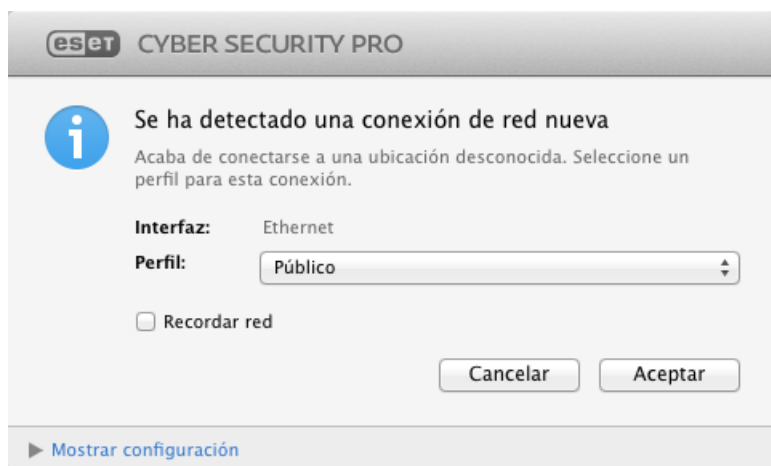 eset CYBER SECURITY PRO
Se ha detectado una conexión de red nueva
Acaba de conectarse a una ubicación desconocida. Seleccione un
perfil para esta conexión.
Interfaz: Ethernet
Perfil: Público
Recordar red
Cancelar Aceptar
Mostrar configuración